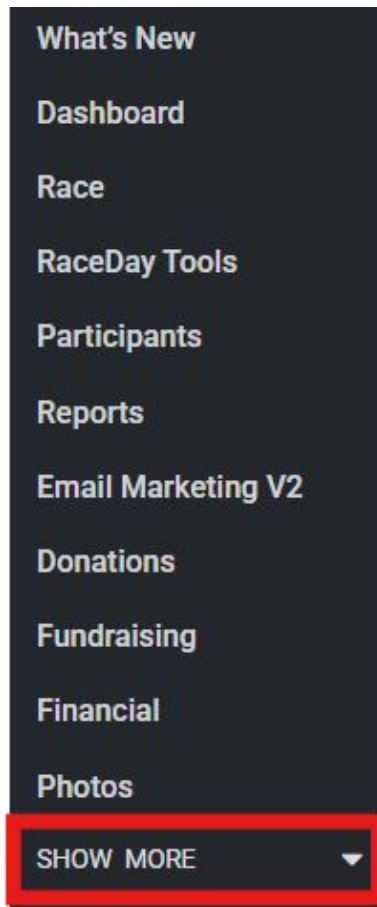 What’s New
Dashboard
Race
RaceDay Tools
Participants
Reports
Email Marketing V2
Donations
Fundraising
Financial
Photos
SHOW MORE